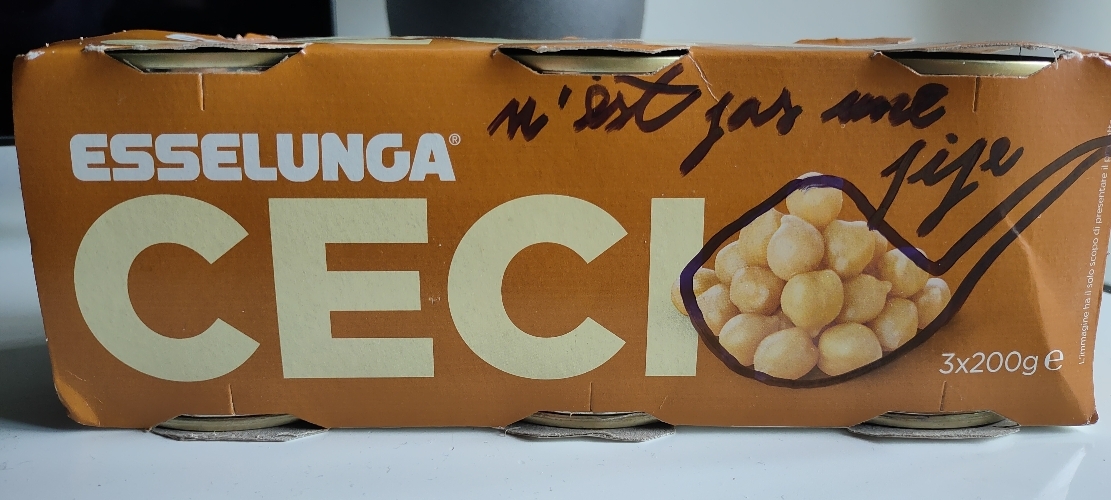 n'est pas une
pipe
ESSELUNGA®
CECI
3x200g e
L'immagine ha il solo scopo di presentare il